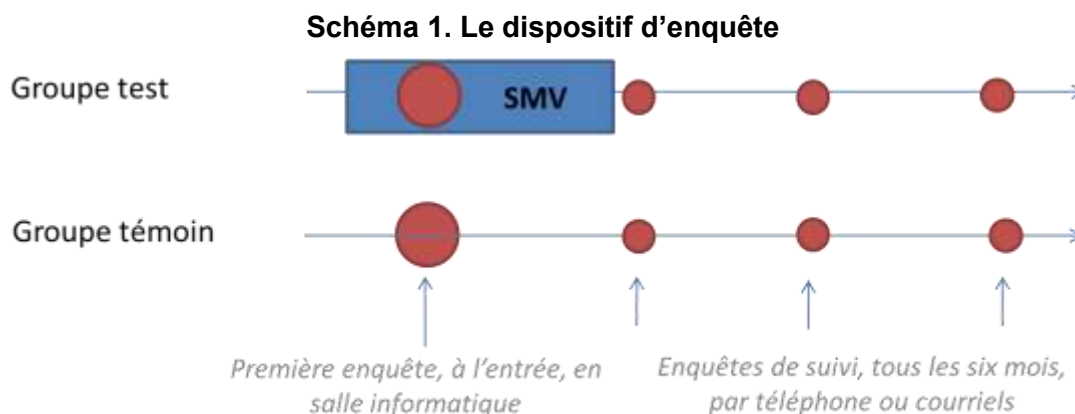 Schéma 1. Le dispositif d’enquête
Groupe test
SMV
Groupe témoin
Première enquête, à l’entrée, en
salle informatique
Enquêtes de suivi, tous les six mois,
par téléphone ou courriels